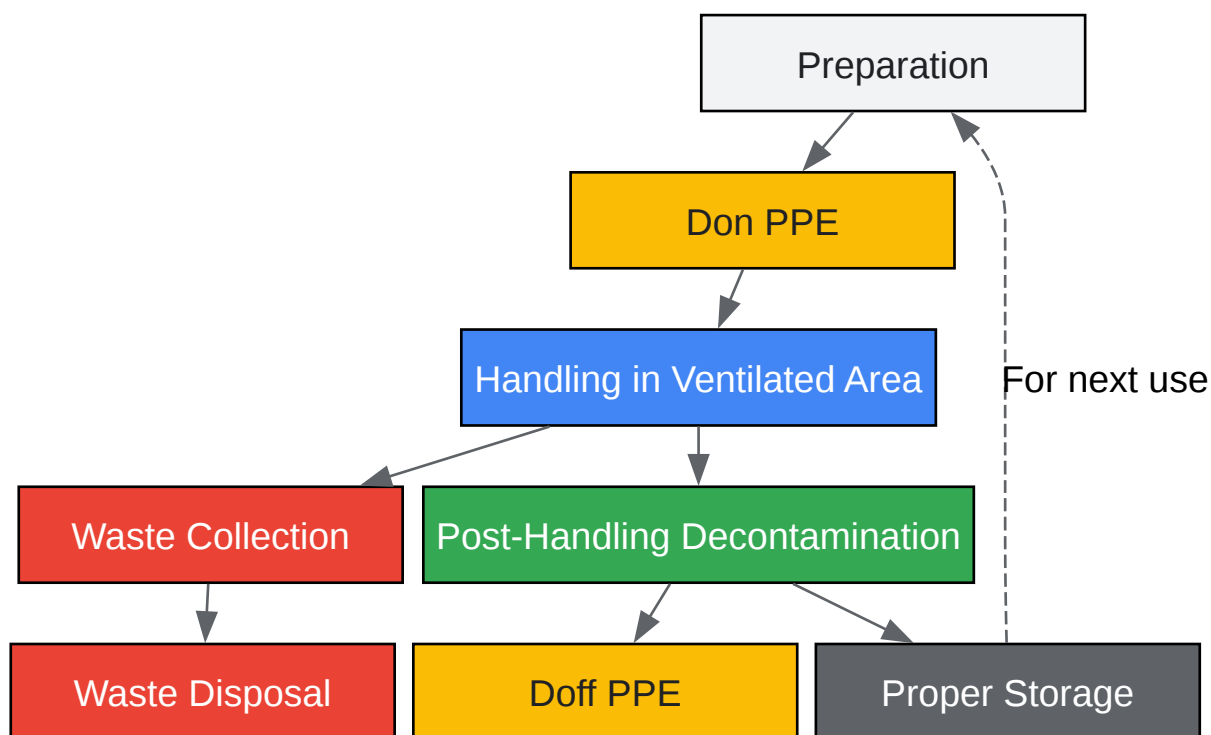 Preparation
Don PPE
Handling in Ventilated Area
For next use
Waste Collection
Post-Handling Decontamination
Waste Disposal
Doff PPE
Proper Storage